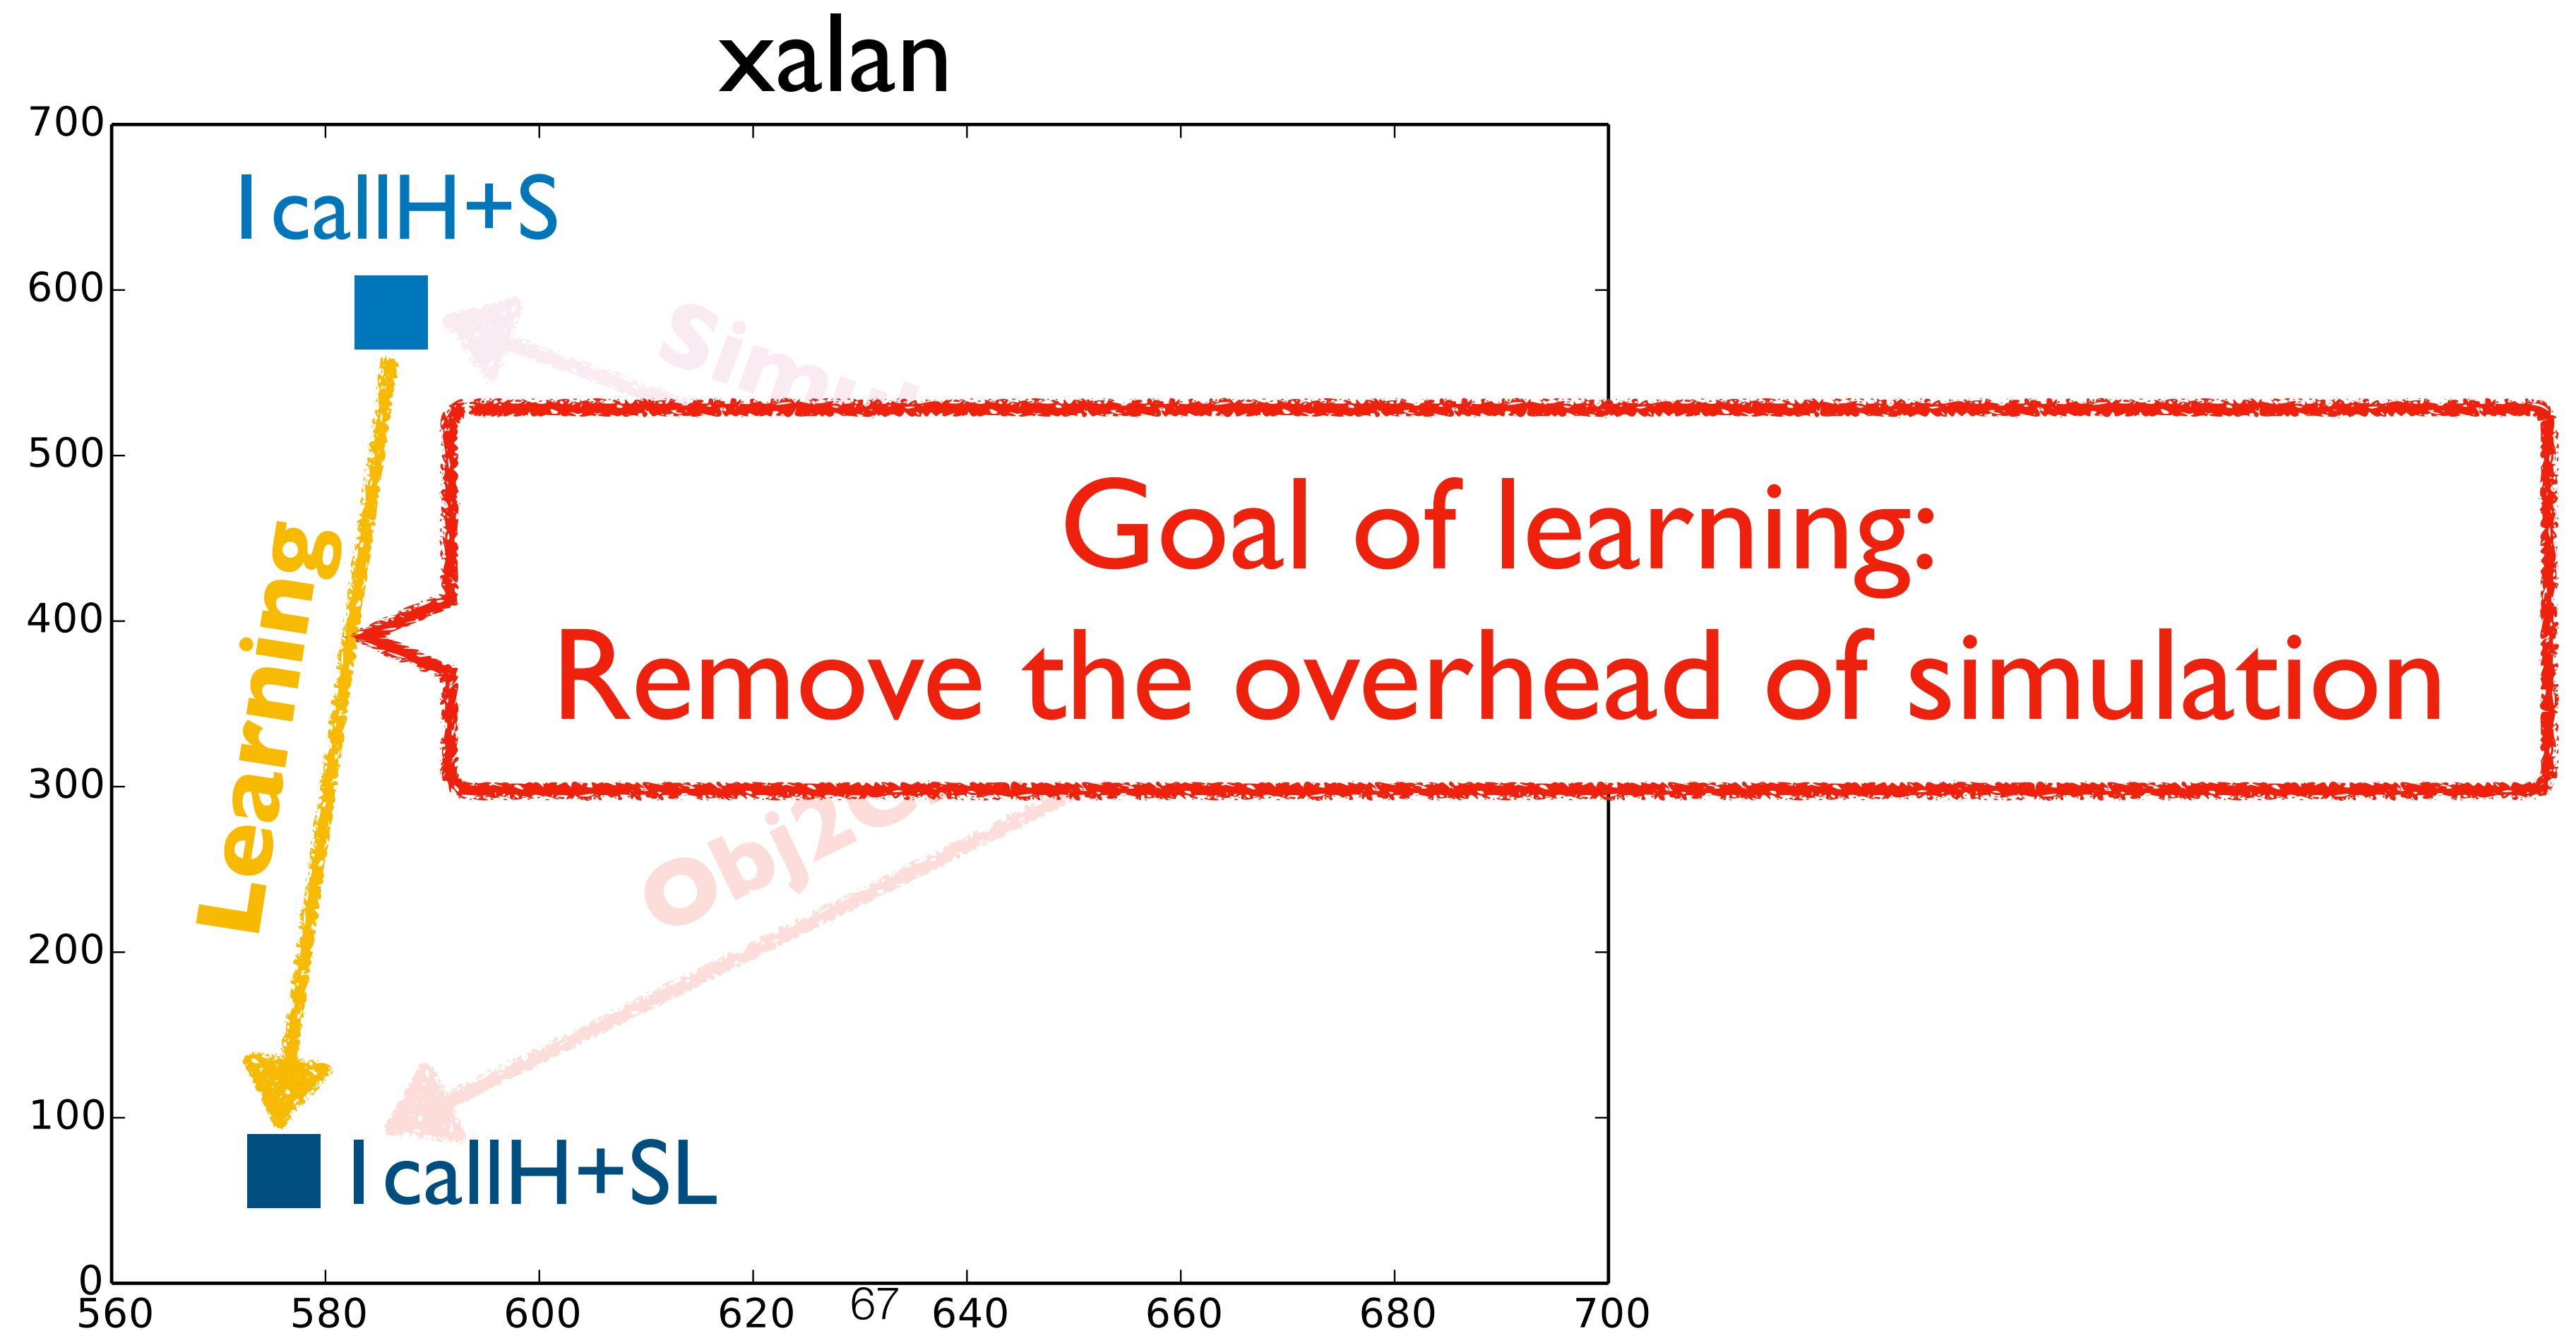 xalan
700
1callH+S
600
Simul
500
Goal of learning:
400
Remove the overhead of simulation
Learning
300
200
100
1callH+SL
0
560 580 600 620 67 640 660 680 700